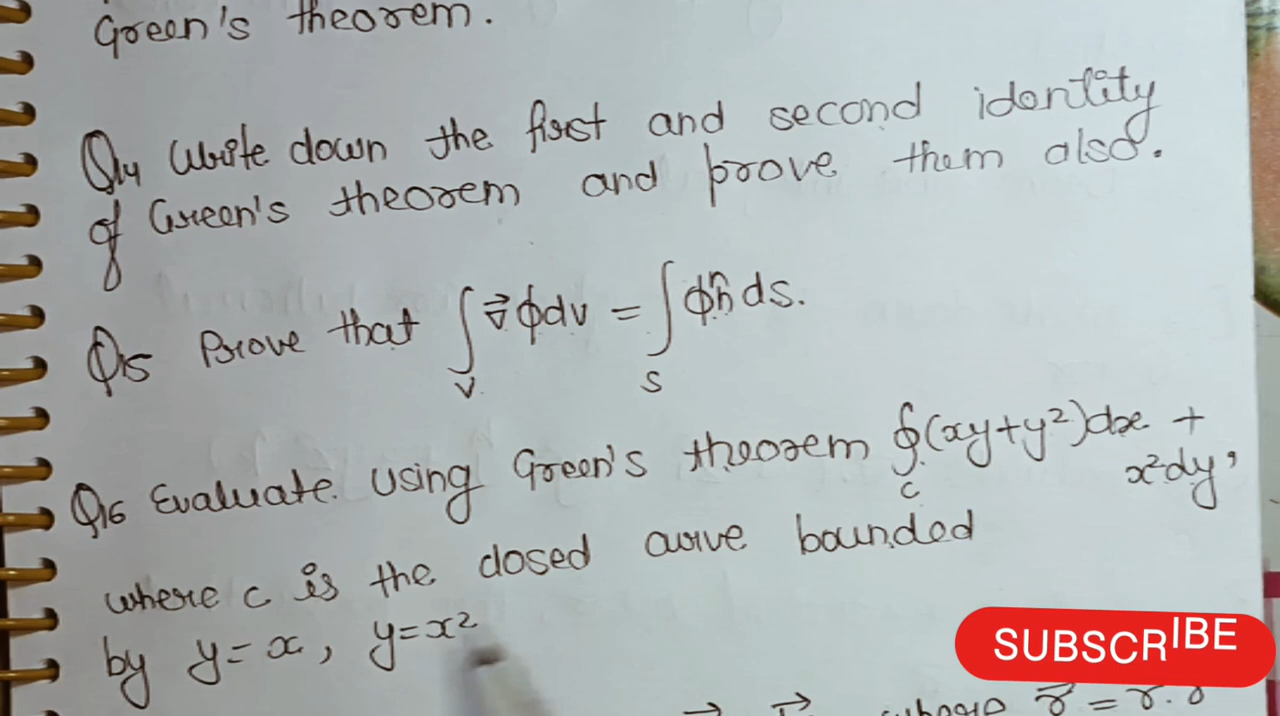 Green's theorem.
Q14 Write down the first and second identity
of Green's theorem and prove them also.
Q15 Prove that ∫_V ∇⃗ϕdv = ∫_S ϕn̂ ds.
Q16 Evaluate using Green's theorem ∮_C (xy+y²)dx +
x²dy,
where c is the closed curve bounded
by y=x, y=x²
SUBSCRIBE
where r⃗ = r.